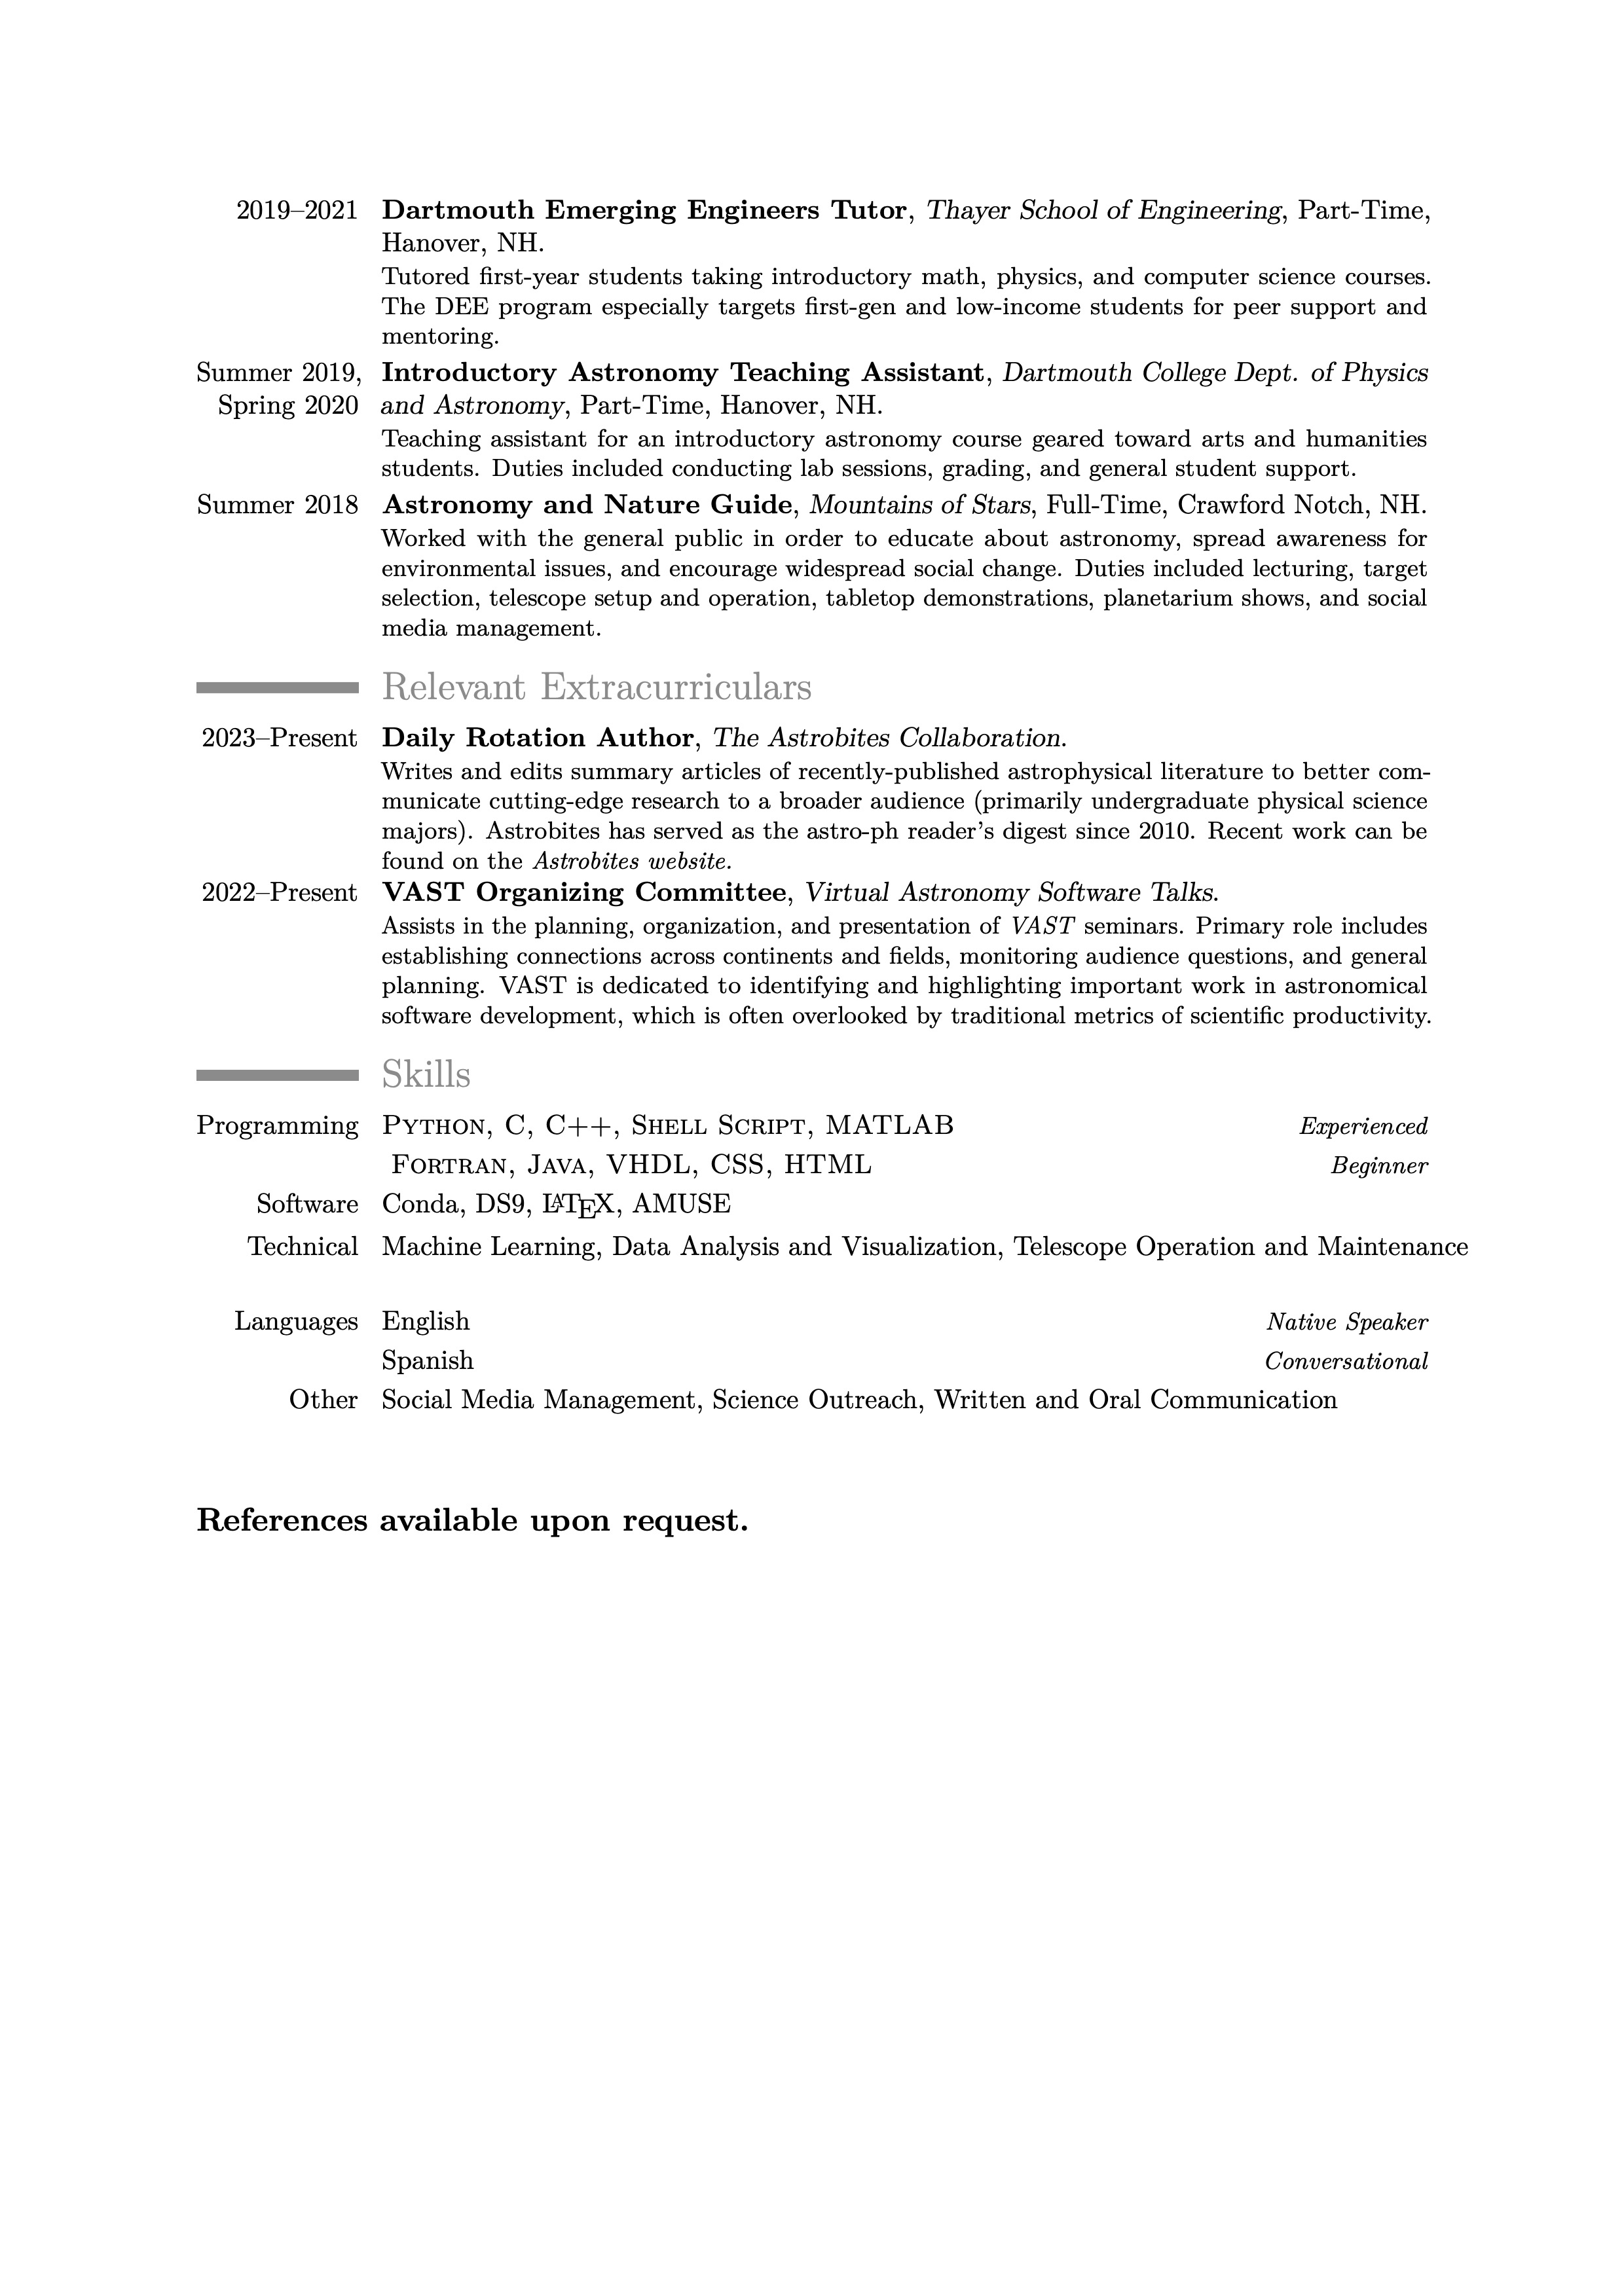 2019–2021 Dartmouth Emerging Engineers Tutor, Thayer School of Engineering, Part-Time,
Hanover, NH.
Tutored first-year students taking introductory math, physics, and computer science courses.
The DEE program especially targets first-gen and low-income students for peer support and
mentoring.
Summer 2019, Introductory Astronomy Teaching Assistant, Dartmouth College Dept. of Physics
Spring 2020 and Astronomy, Part-Time, Hanover, NH.
Teaching assistant for an introductory astronomy course geared toward arts and humanities
students. Duties included conducting lab sessions, grading, and general student support.
Summer 2018 Astronomy and Nature Guide, Mountains of Stars, Full-Time, Crawford Notch, NH.
Worked with the general public in order to educate about astronomy, spread awareness for
environmental issues, and encourage widespread social change. Duties included lecturing, target
selection, telescope setup and operation, tabletop demonstrations, planetarium shows, and social
media management.
Relevant Extracurriculars
2023–Present Daily Rotation Author, The Astrobites Collaboration.
Writes and edits summary articles of recently-published astrophysical literature to better com-
municate cutting-edge research to a broader audience (primarily undergraduate physical science
majors). Astrobites has served as the astro-ph reader's digest since 2010. Recent work can be
found on the Astrobites website.
2022–Present VAST Organizing Committee, Virtual Astronomy Software Talks.
Assists in the planning, organization, and presentation of VAST seminars. Primary role includes
establishing connections across continents and fields, monitoring audience questions, and general
planning. VAST is dedicated to identifying and highlighting important work in astronomical
software development, which is often overlooked by traditional metrics of scientific productivity.
Skills
Programming Python, C, C++, Shell Script, MATLAB Experienced
Fortran, Java, VHDL, CSS, HTML Beginner
Software Conda, DS9, LATEX, AMUSE
Technical Machine Learning, Data Analysis and Visualization, Telescope Operation and Maintenance
Languages English Native Speaker
Spanish Conversational
Other Social Media Management, Science Outreach, Written and Oral Communication
References available upon request.